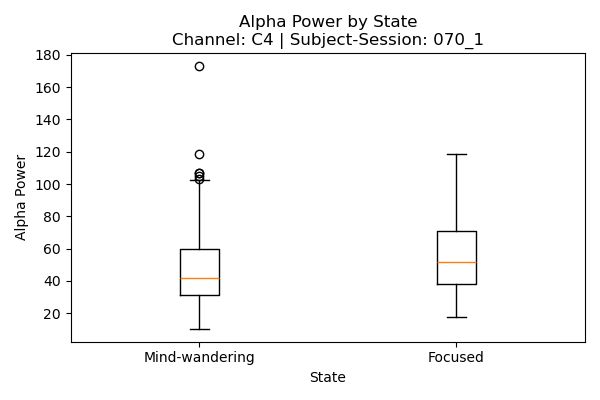 Alpha Power by State
Channel: C4 | Subject-Session: 070_1
180
160
140
120
100
80
60
40
20
Alpha Power
Mind-wandering
Focused
State